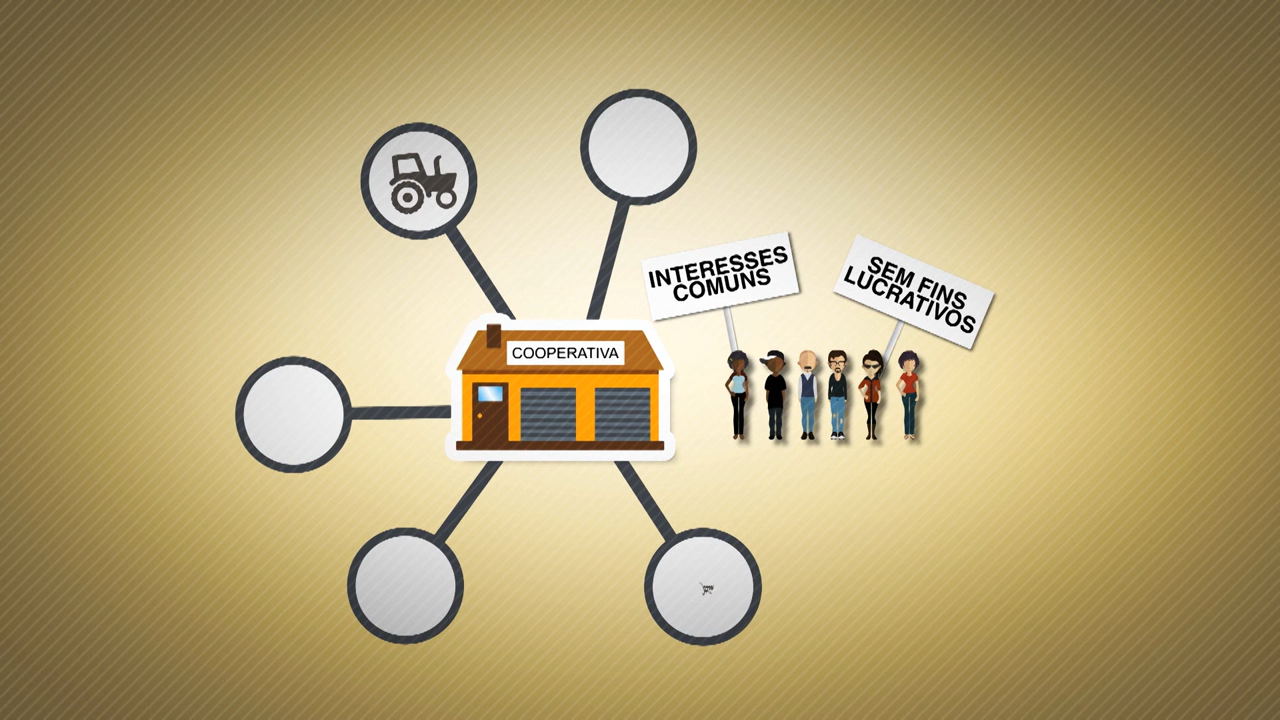 INTERESSES
COMUNS
SEM FINS
LUCRATIVOS
COOPERATIVA